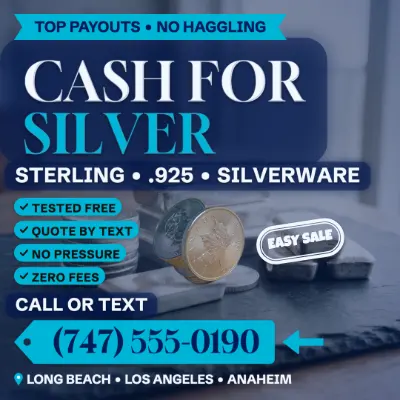 TOP PAYOUTS • NO HAGGLING
CASH FOR
SILVER
STERLING • .925 • SILVERWARE
TESTED FREE
QUOTE BY TEXT
NO PRESSURE
ZERO FEES
EASY SALE
CALL OR TEXT
(747) 555-0190
LONG BEACH • LOS ANGELES • ANAHEIM